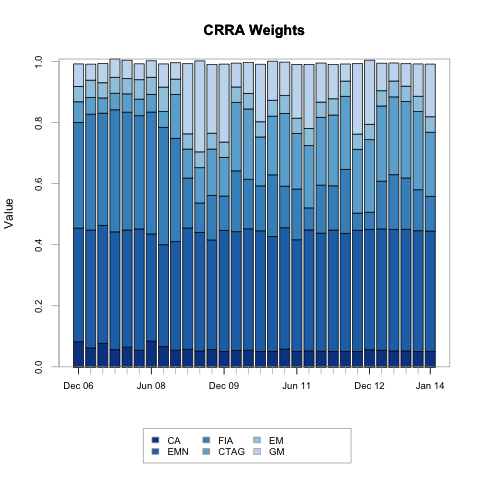 CRRA Weights
Value
1.0
0.8
0.6
0.4
0.2
0.0
Dec 06 Jun 08 Dec 09 Jun 11 Dec 12 Jan 14
CA FIA EM
EMN CTAG GM